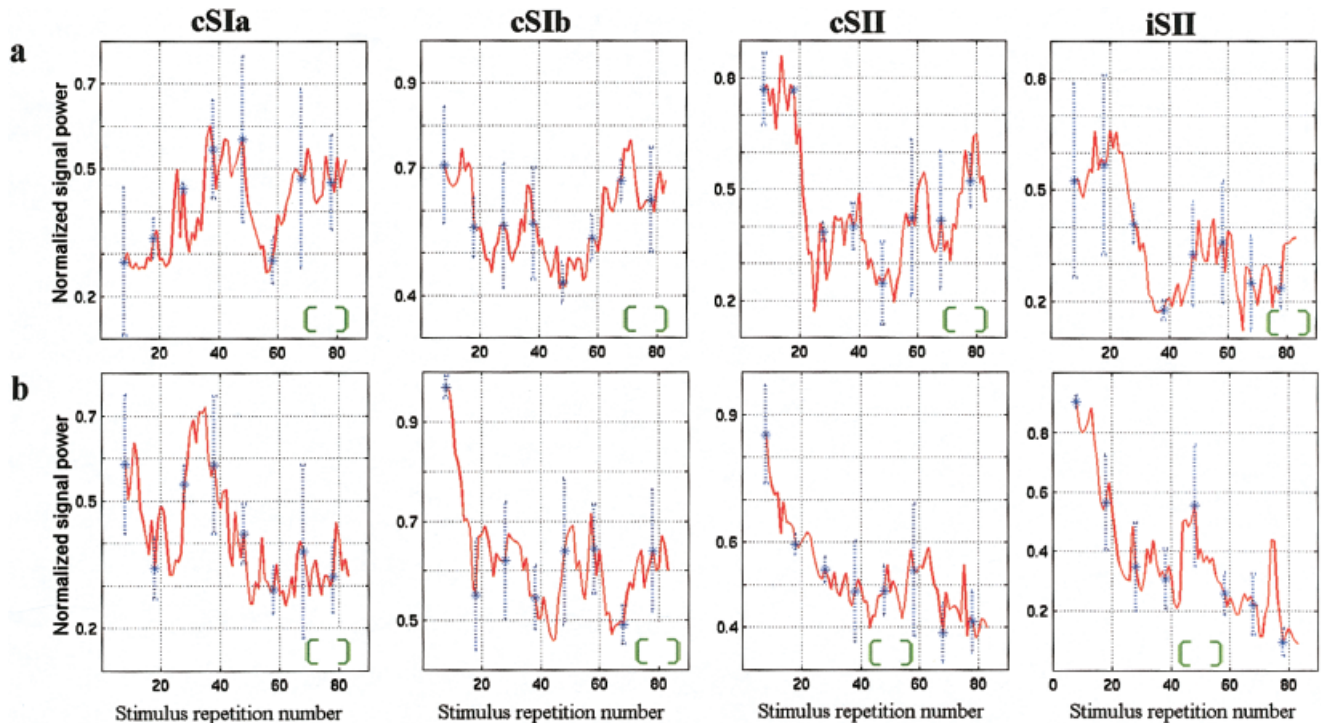 cSIa cSIb cSII iSII
a
Normalized signal power
0.7
0.5
0.2
20 40 60 80
0.9
0.7
0.4
20 40 60 80
0.8
0.5
0.2
20 40 60 80
0.8
0.5
0.2
20 40 60 80
b
Normalized signal power
0.7
0.5
0.2
20 40 60 80
Stimulus repetition number
0.9
0.7
0.5
20 40 60 80
Stimulus repetition number
0.9
0.6
0.4
20 40 60 80
Stimulus repetition number
0.8
0.6
0.4
0.2
0 20 40 60 80
Stimulus repetition number